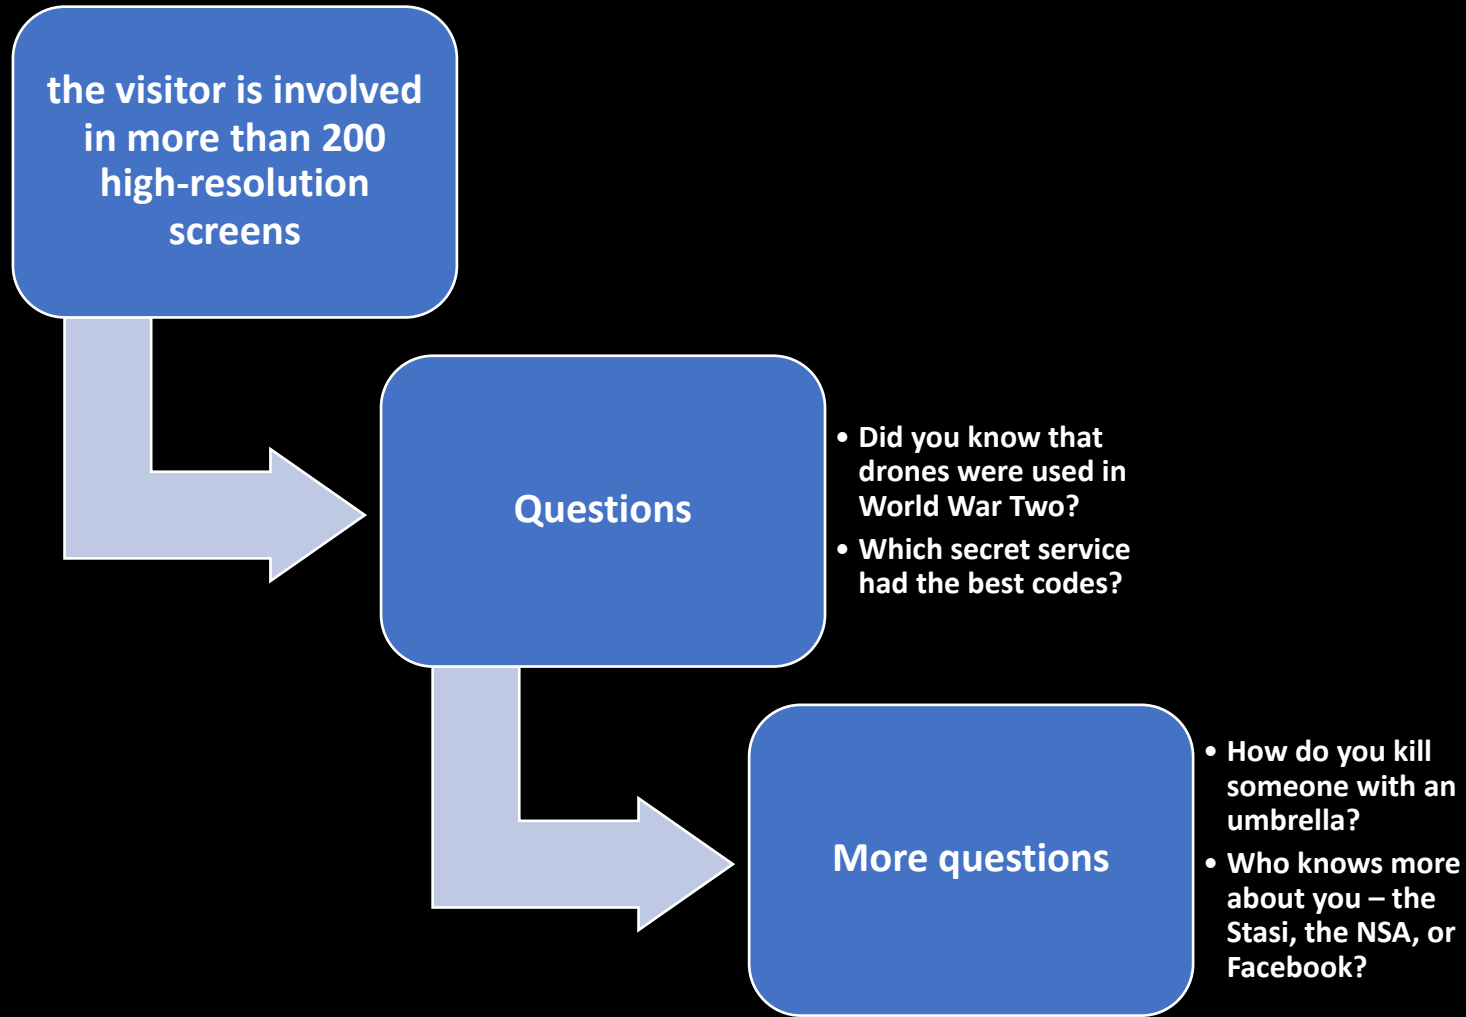 the visitor is involved
in more than 200
high-resolution
screens
Questions
• Did you know that
drones were used in
World War Two?
• Which secret service
had the best codes?
More questions
• How do you kill
someone with an
umbrella?
• Who knows more
about you – the
Stasi, the NSA, or
Facebook?